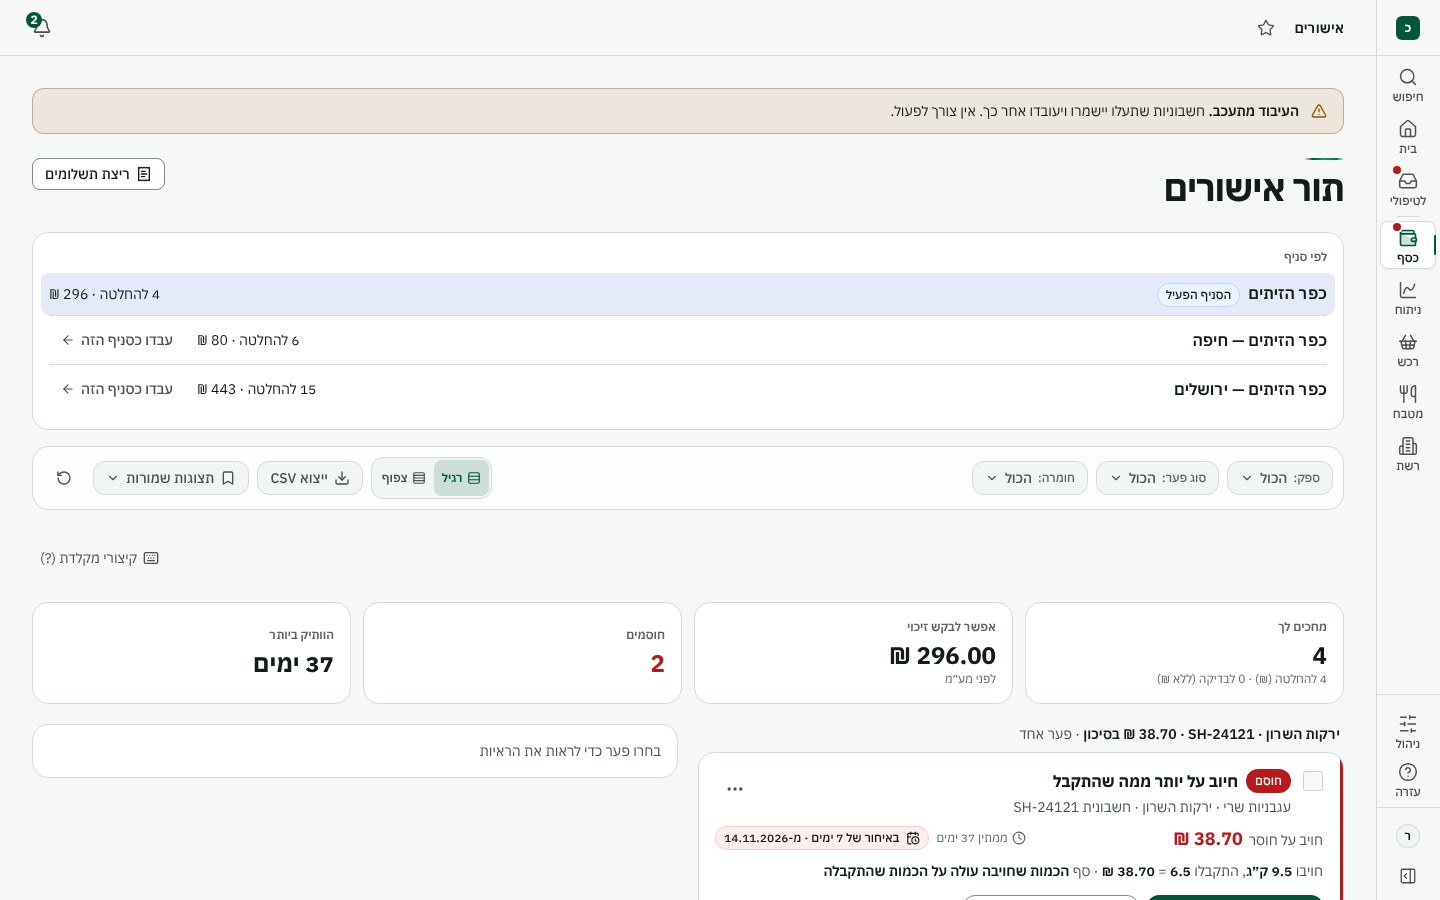 כ
חיפוש
בית
לטיפולי
כסף
ניתוח
רכש
מטבח
רשת
ניהול
עזרה
ר
אישורים
2
העיבוד מתעכב. חשבוניות שתעלו יישמרו ויעובדו אחר כך. אין צורך לפעול.
תור אישורים
ריצת תשלומים
לפי סניף
כפר הזיתים הסניף הפעיל 4 להחלטה · 296 ₪
כפר הזיתים — חיפה 6 להחלטה · 80 ₪ עבדו כסניף הזה ←
כפר הזיתים — ירושלים 15 להחלטה · 443 ₪ עבדו כסניף הזה ←
ספק: הכול סוג פער: הכול חומרה: הכול רגיל צפוף ייצוא CSV תצוגות שמורות
קיצורי מקלדת (?)
מחכים לך
4
4 להחלטה (₪) · 0 לבדיקה (ללא ₪)
אפשר לבקש זיכוי
296.00 ₪
לפני מע״מ
חוסמים
2
הוותיק ביותר
37 ימים
ירקות השרון · SH-24121 · 38.70 ₪ בסיכון · פער אחד
חוסם חיוב על יותר ממה שהתקבל
עגבניות שרי · ירקות השרון · חשבונית SH-24121
חויב על חוסר 38.70 ₪ ממתין 37 ימים באיחור של 7 ימים · מ-14.11.2026
חויבו 9.5 ק״ג, התקבלו 6.5 = 38.70 ₪ · סף הכמות שחויבה עולה על הכמות שהתקבלה
בחרו פער כדי לראות את הראיות